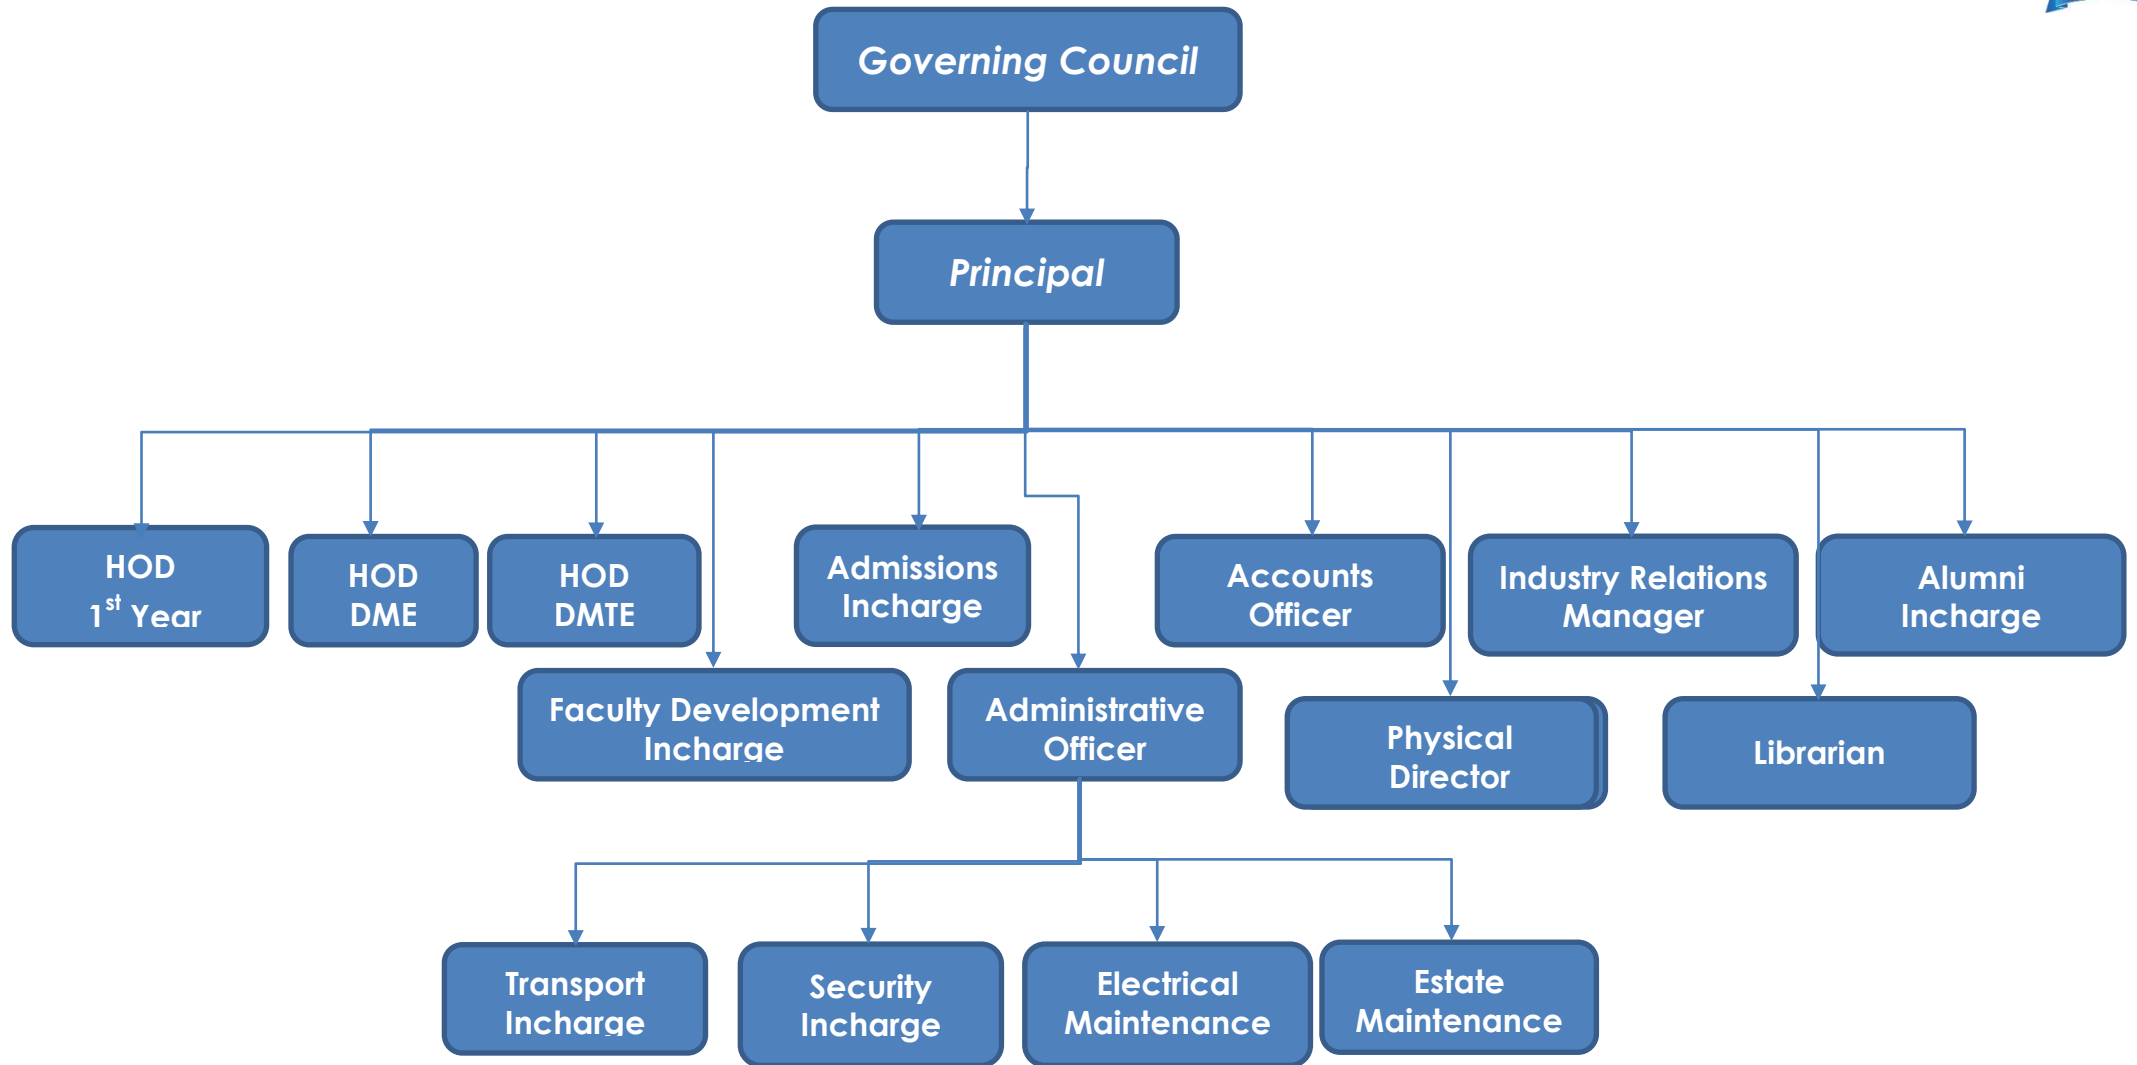 Governing Council
Principal
HOD
1st Year
HOD
DME
HOD
DMTE
Admissions
Incharge
Accounts
Officer
Industry Relations
Manager
Alumni
Incharge
Faculty Development
Incharge
Administrative
Officer
Physical
Director
Librarian
Transport
Incharge
Security
Incharge
Electrical
Maintenance
Estate
Maintenance